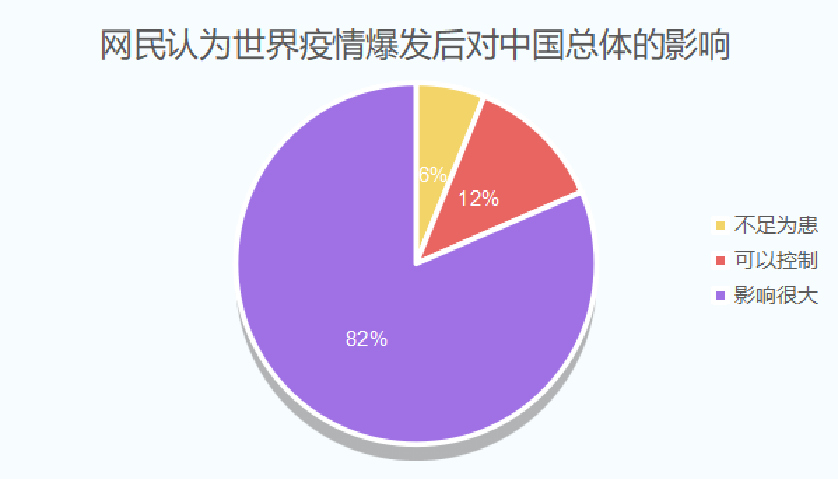 网民认为世界疫情爆发后对中国总体的影响
6%
12%
82%
不足为患
可以控制
影响很大